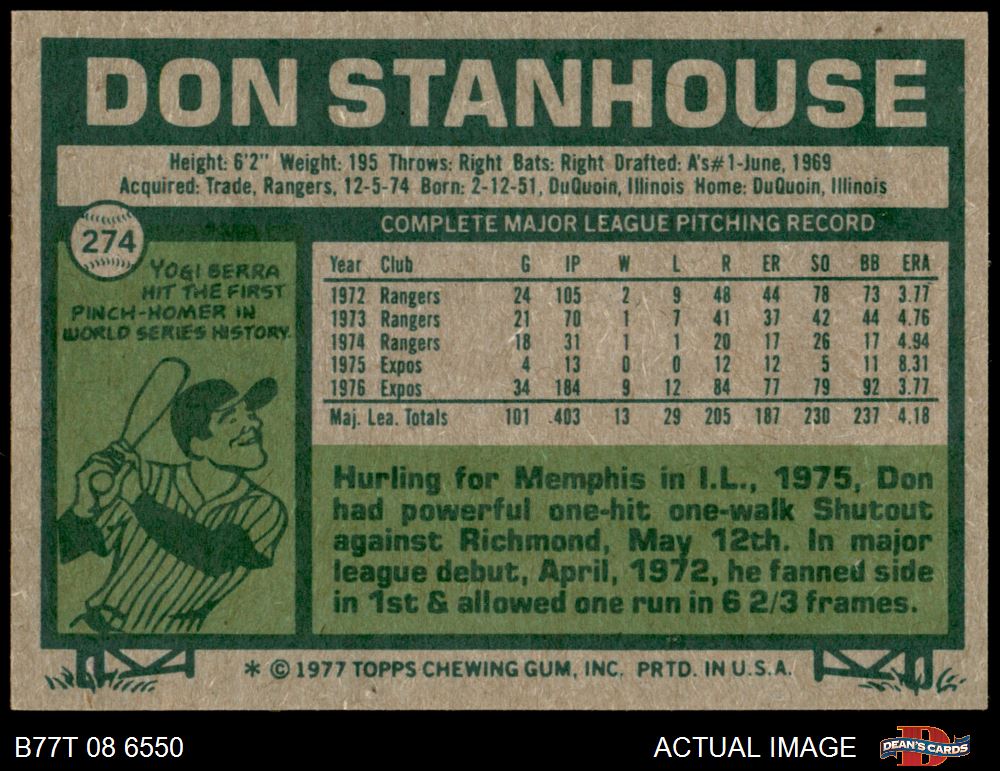 DON STANHOUSE
Height: 6'2" Weight: 195 Throws: Right Bats: Right Drafted: A's#1-June, 1969
Acquired: Trade, Rangers, 12-5-74 Born: 2-12-51, DuQuoin, Illinois Home: DuQuoin, Illinois
274
YOGI BERRA
HIT THE FIRST
PINCH-HOMER IN
WORLD SERIES HISTORY.
COMPLETE MAJOR LEAGUE PITCHING RECORD
Year Club G IP W L R ER SO BB ERA
1972 Rangers 24 105 2 9 48 44 78 73 3.77
1973 Rangers 21 70 1 7 41 37 42 44 4.76
1974 Rangers 18 31 1 1 20 17 26 17 4.94
1975 Expos 4 13 0 0 12 12 5 11 8.31
1976 Expos 34 184 9 12 84 77 79 92 3.77
Maj. Lea. Totals 101 403 13 29 205 187 230 237 4.18
Hurling for Memphis in I.L., 1975, Don
had powerful one-hit one-walk Shutout
against Richmond, May 12th. In major
league debut, April, 1972, he fanned side
in 1st & allowed one run in 6 2/3 frames.
* © 1977 TOPPS CHEWING GUM, INC. PRTD. IN U.S.A.
B77T 08 6550
ACTUAL IMAGE
DEAN'S CARDS